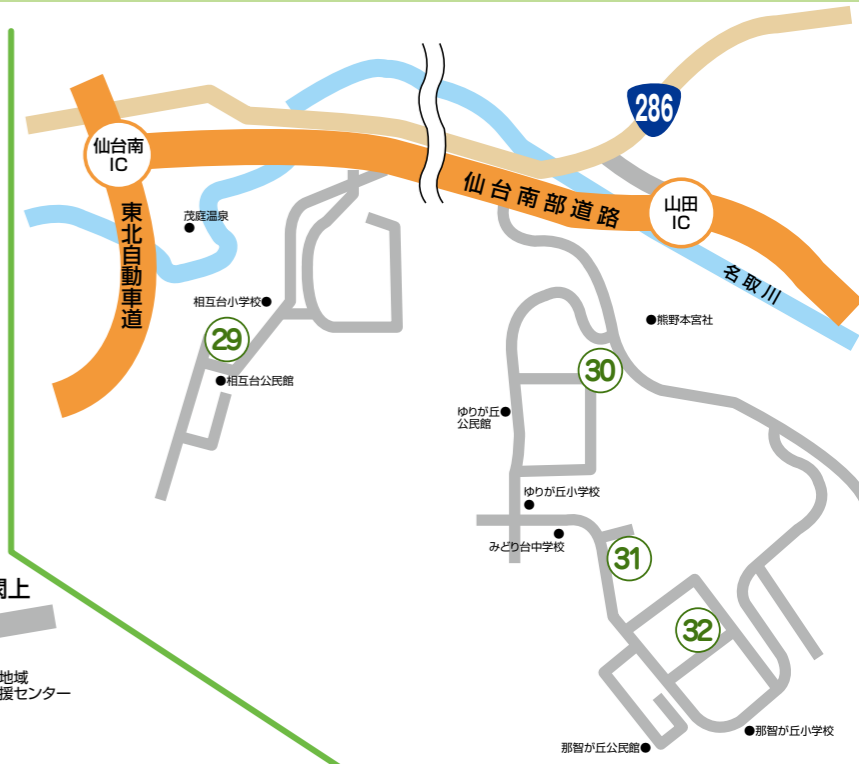 286
仙台南
IC
仙台南部道路
山田
IC
茂庭温泉
東北自動車道
名取川
相互台小学校
熊野本宮社
29
30
相互台公民館
ゆりが丘
公民館
ゆりが丘小学校
みどり台中学校
31
上
32
地域
援センター
那智が丘小学校
那智が丘公民館